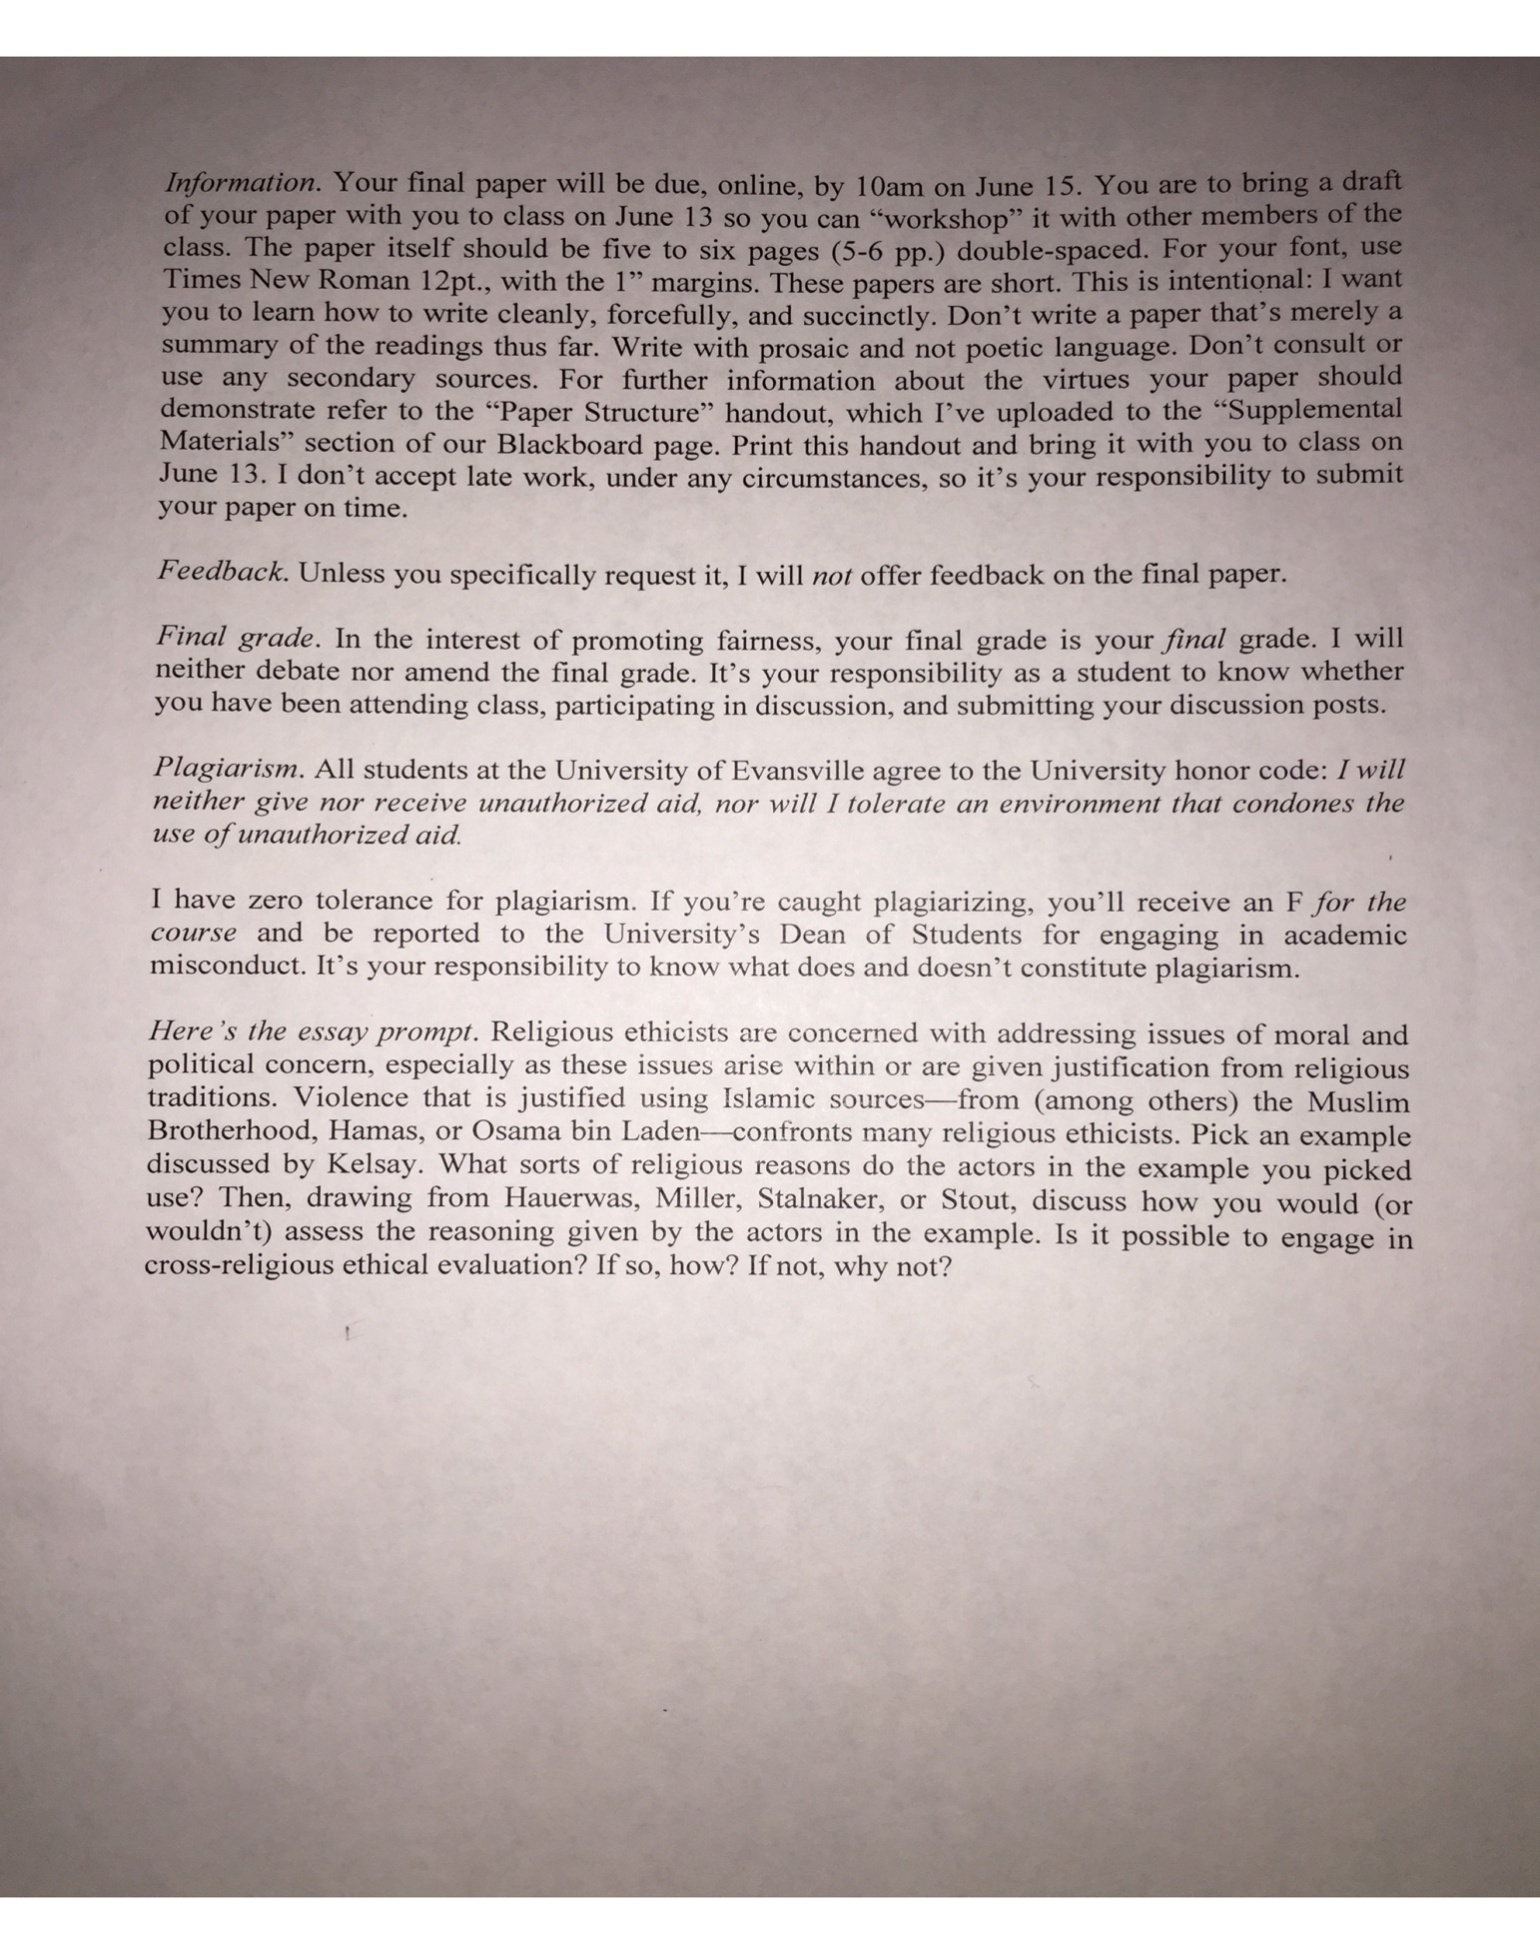 Information. Your final paper will be due, online, by 10am on June 15. You are to bring a draft
of your paper with you to class on June 13 so you can “workshop” it with other members of the
class. The paper itself should be five to six pages (5-6 pp.) double-spaced. For your font, use
Times New Roman 12pt., with the 1” margins. These papers are short. This is intentional: I want
you to learn how to write cleanly, forcefully, and succinctly. Don’t write a paper that’s merely a
summary of the readings thus far. Write with prosaic and not poetic language. Don’t consult or
use any secondary sources. For further information about the virtues your paper should
demonstrate refer to the “Paper Structure” handout, which I’ve uploaded to the “Supplemental
Materials” section of our Blackboard page. Print this handout and bring it with you to class on
June 13. I don’t accept late work, under any circumstances, so it’s your responsibility to submit
your paper on time.
Feedback. Unless you specifically request it, I will not offer feedback on the final paper.
Final grade. In the interest of promoting fairness, your final grade is your final grade. I will
neither debate nor amend the final grade. It’s your responsibility as a student to know whether
you have been attending class, participating in discussion, and submitting your discussion posts.
Plagiarism. All students at the University of Evansville agree to the University honor code: I will
neither give nor receive unauthorized aid, nor will I tolerate an environment that condones the
use of unauthorized aid.
I have zero tolerance for plagiarism. If you’re caught plagiarizing, you’ll receive an F for the
course and be reported to the University’s Dean of Students for engaging in academic
misconduct. It’s your responsibility to know what does and doesn’t constitute plagiarism.
Here’s the essay prompt. Religious ethicists are concerned with addressing issues of moral and
political concern, especially as these issues arise within or are given justification from religious
traditions. Violence that is justified using Islamic sources—from (among others) the Muslim
Brotherhood, Hamas, or Osama bin Laden—confronts many religious ethicists. Pick an example
discussed by Kelsay. What sorts of religious reasons do the actors in the example you picked
use? Then, drawing from Hauerwas, Miller, Stalnaker, or Stout, discuss how you would (or
wouldn’t) assess the reasoning given by the actors in the example. Is it possible to engage in
cross-religious ethical evaluation? If so, how? If not, why not?